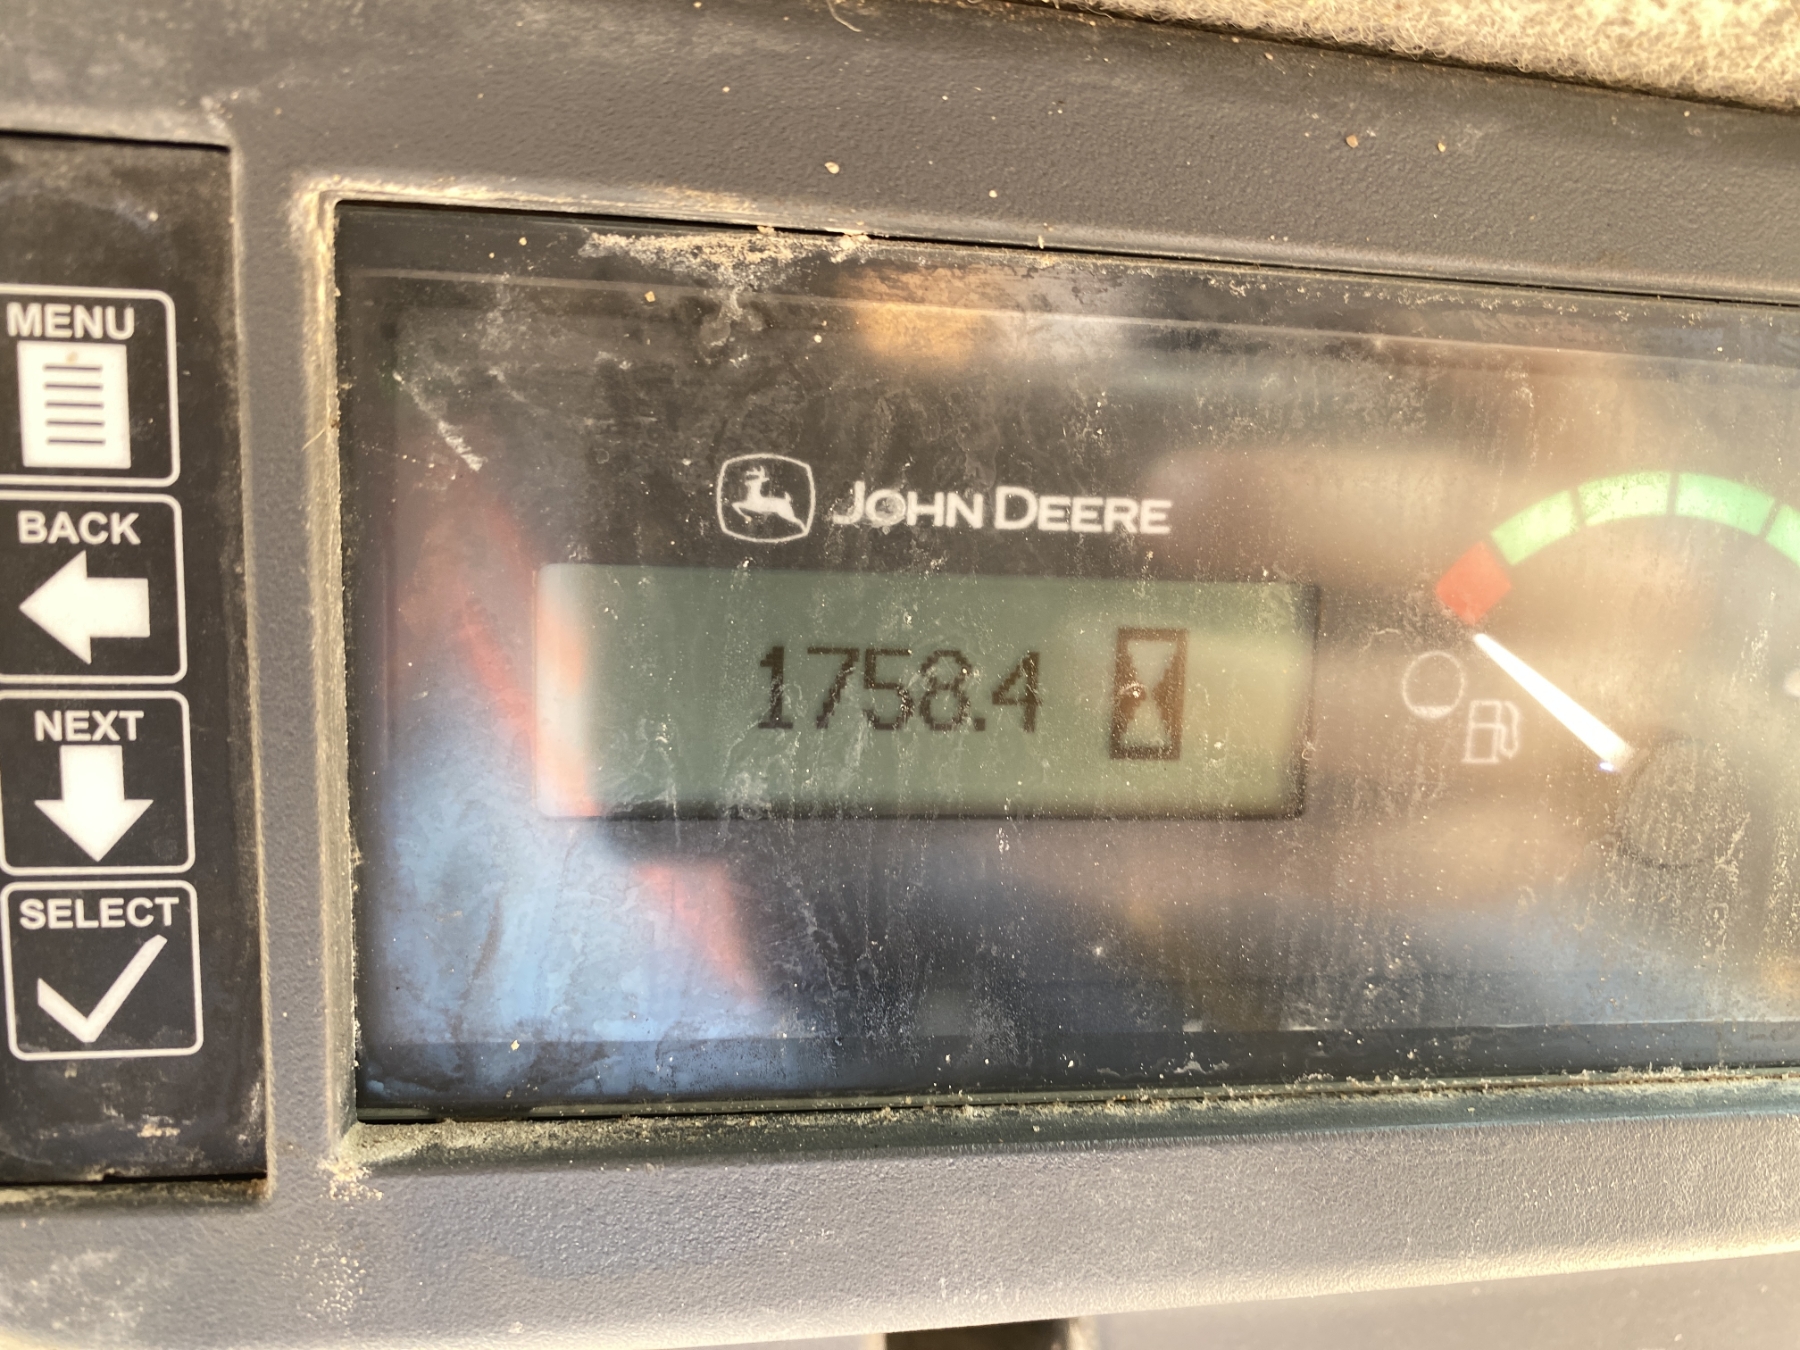 MENU
BACK
NEXT
SELECT
JOHN DEERE
1758.4